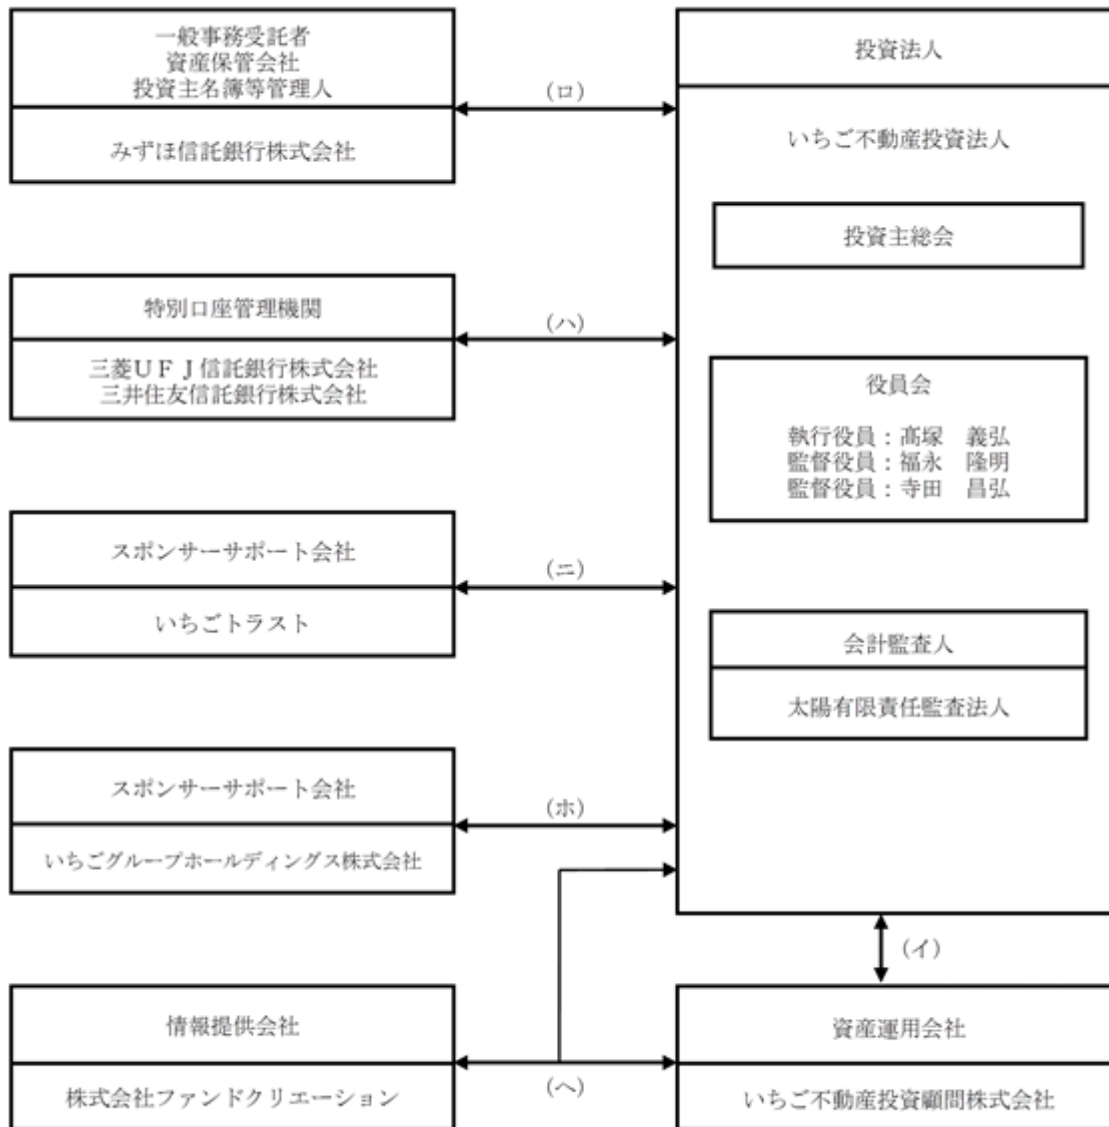 一般事務受託者
資産保管会社
投資主名簿等管理人
みずほ信託銀行株式会社
(ロ)
特別口座管理機関
三菱UFJ信託銀行株式会社
三井住友信託銀行株式会社
(ハ)
スポンサーサポート会社
いちごトラスト
(ニ)
スポンサーサポート会社
いちごグループホールディングス株式会社
(ホ)
情報提供会社
株式会社ファンドクリエーション
(ヘ)
投資法人
いちご不動産投資法人
投資主総会
役員会
執行役員:髙塚 義弘
監督役員:福永 隆明
監督役員:寺田 昌弘
会計監査人
太陽有限責任監査法人
(イ)
資産運用会社
いちご不動産投資顧問株式会社